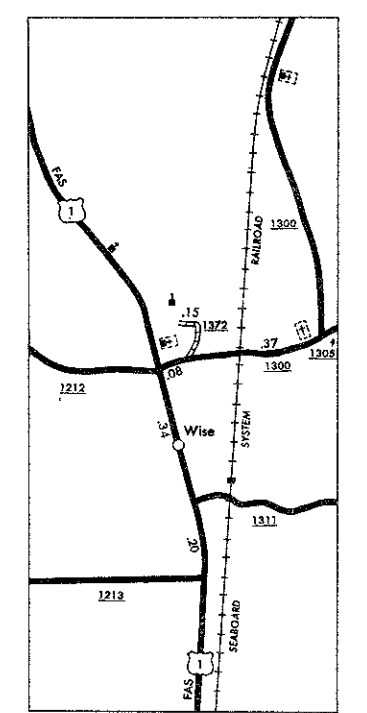 FAS
1
1300
RAILROAD
1
.15
1372
.37
1300
1305
.08
1212
.34
Wise
SYSTEM
1311
.20
1213
SEABOARD
1
FAS